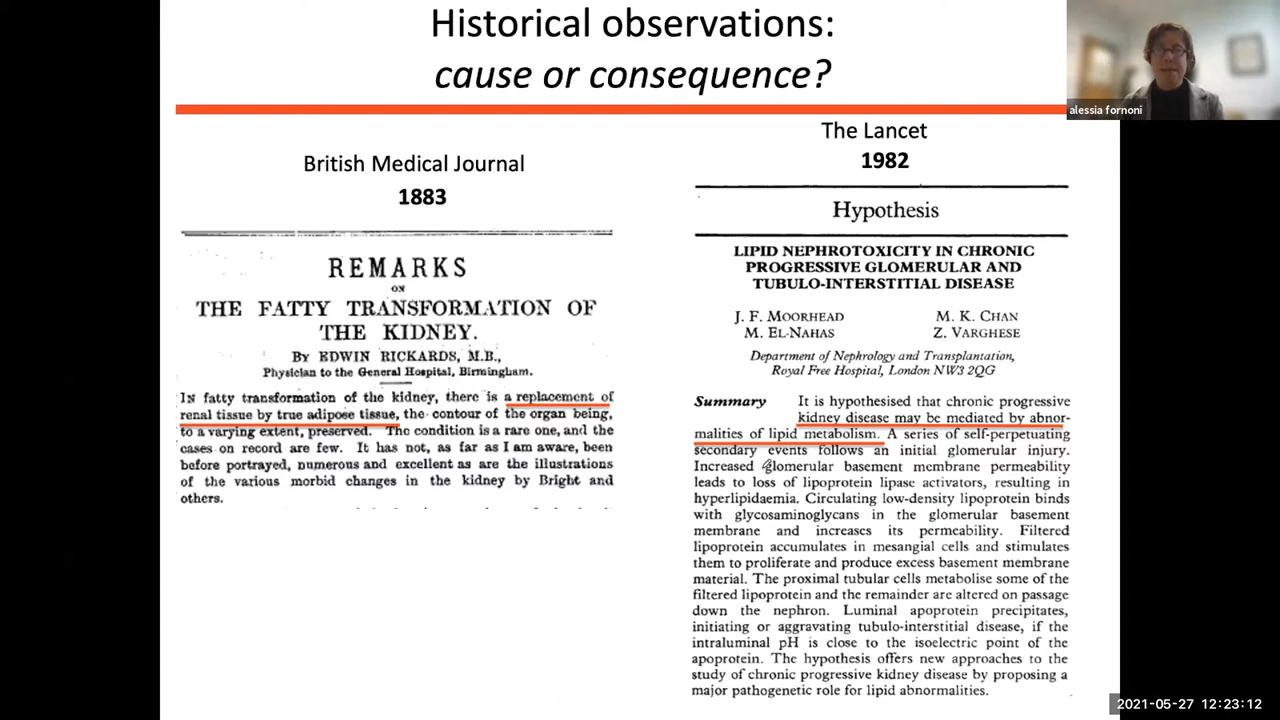 Historical observations:
cause or consequence?
alessia fornoni
British Medical Journal
1883
REMARKS
ON
THE FATTY TRANSFORMATION OF
THE KIDNEY.
BY EDWIN RICKARDS, M.B.,
Physician to the General Hospital, Birmingham.
IN fatty transformation of the kidney, there is a replacement of
renal tissue by true adipose tissue, the contour of the organ being,
to a varying extent, preserved. The condition is a rare one, and the
cases on record are few. It has not, as far as I am aware, been
before portrayed, numerous and excellent as are the illustrations
of the various morbid changes in the kidney by Bright and
others.
The Lancet
1982
Hypothesis
LIPID NEPHROTOXICITY IN CHRONIC
PROGRESSIVE GLOMERULAR AND
TUBULO-INTERSTITIAL DISEASE
J. F. MOORHEAD M. K. CHAN
M. EL-NAHAS Z. VARGHESE
Department of Nephrology and Transplantation,
Royal Free Hospital, London NW3 2QG
Summary It is hypothesised that chronic progressive
kidney disease may be mediated by abnor-
malities of lipid metabolism. A series of self-perpetuating
secondary events follows an initial glomerular injury.
Increased glomerular basement membrane permeability
leads to loss of lipoprotein lipase activators, resulting in
hyperlipidaemia. Circulating low-density lipoprotein binds
with glycosaminoglycans in the glomerular basement
membrane and increases its permeability. Filtered
lipoprotein accumulates in mesangial cells and stimulates
them to proliferate and produce excess basement membrane
material. The proximal tubular cells metabolise some of the
filtered lipoprotein and the remainder are altered on passage
down the nephron. Luminal apoprotein precipitates,
initiating or aggravating tubulo-interstitial disease, if the
intraluminal pH is close to the isoelectric point of the
apoprotein. The hypothesis offers new approaches to the
study of chronic progressive kidney disease by proposing a
major pathogenetic role for lipid abnormalities.
2021-05-27 12:23:12